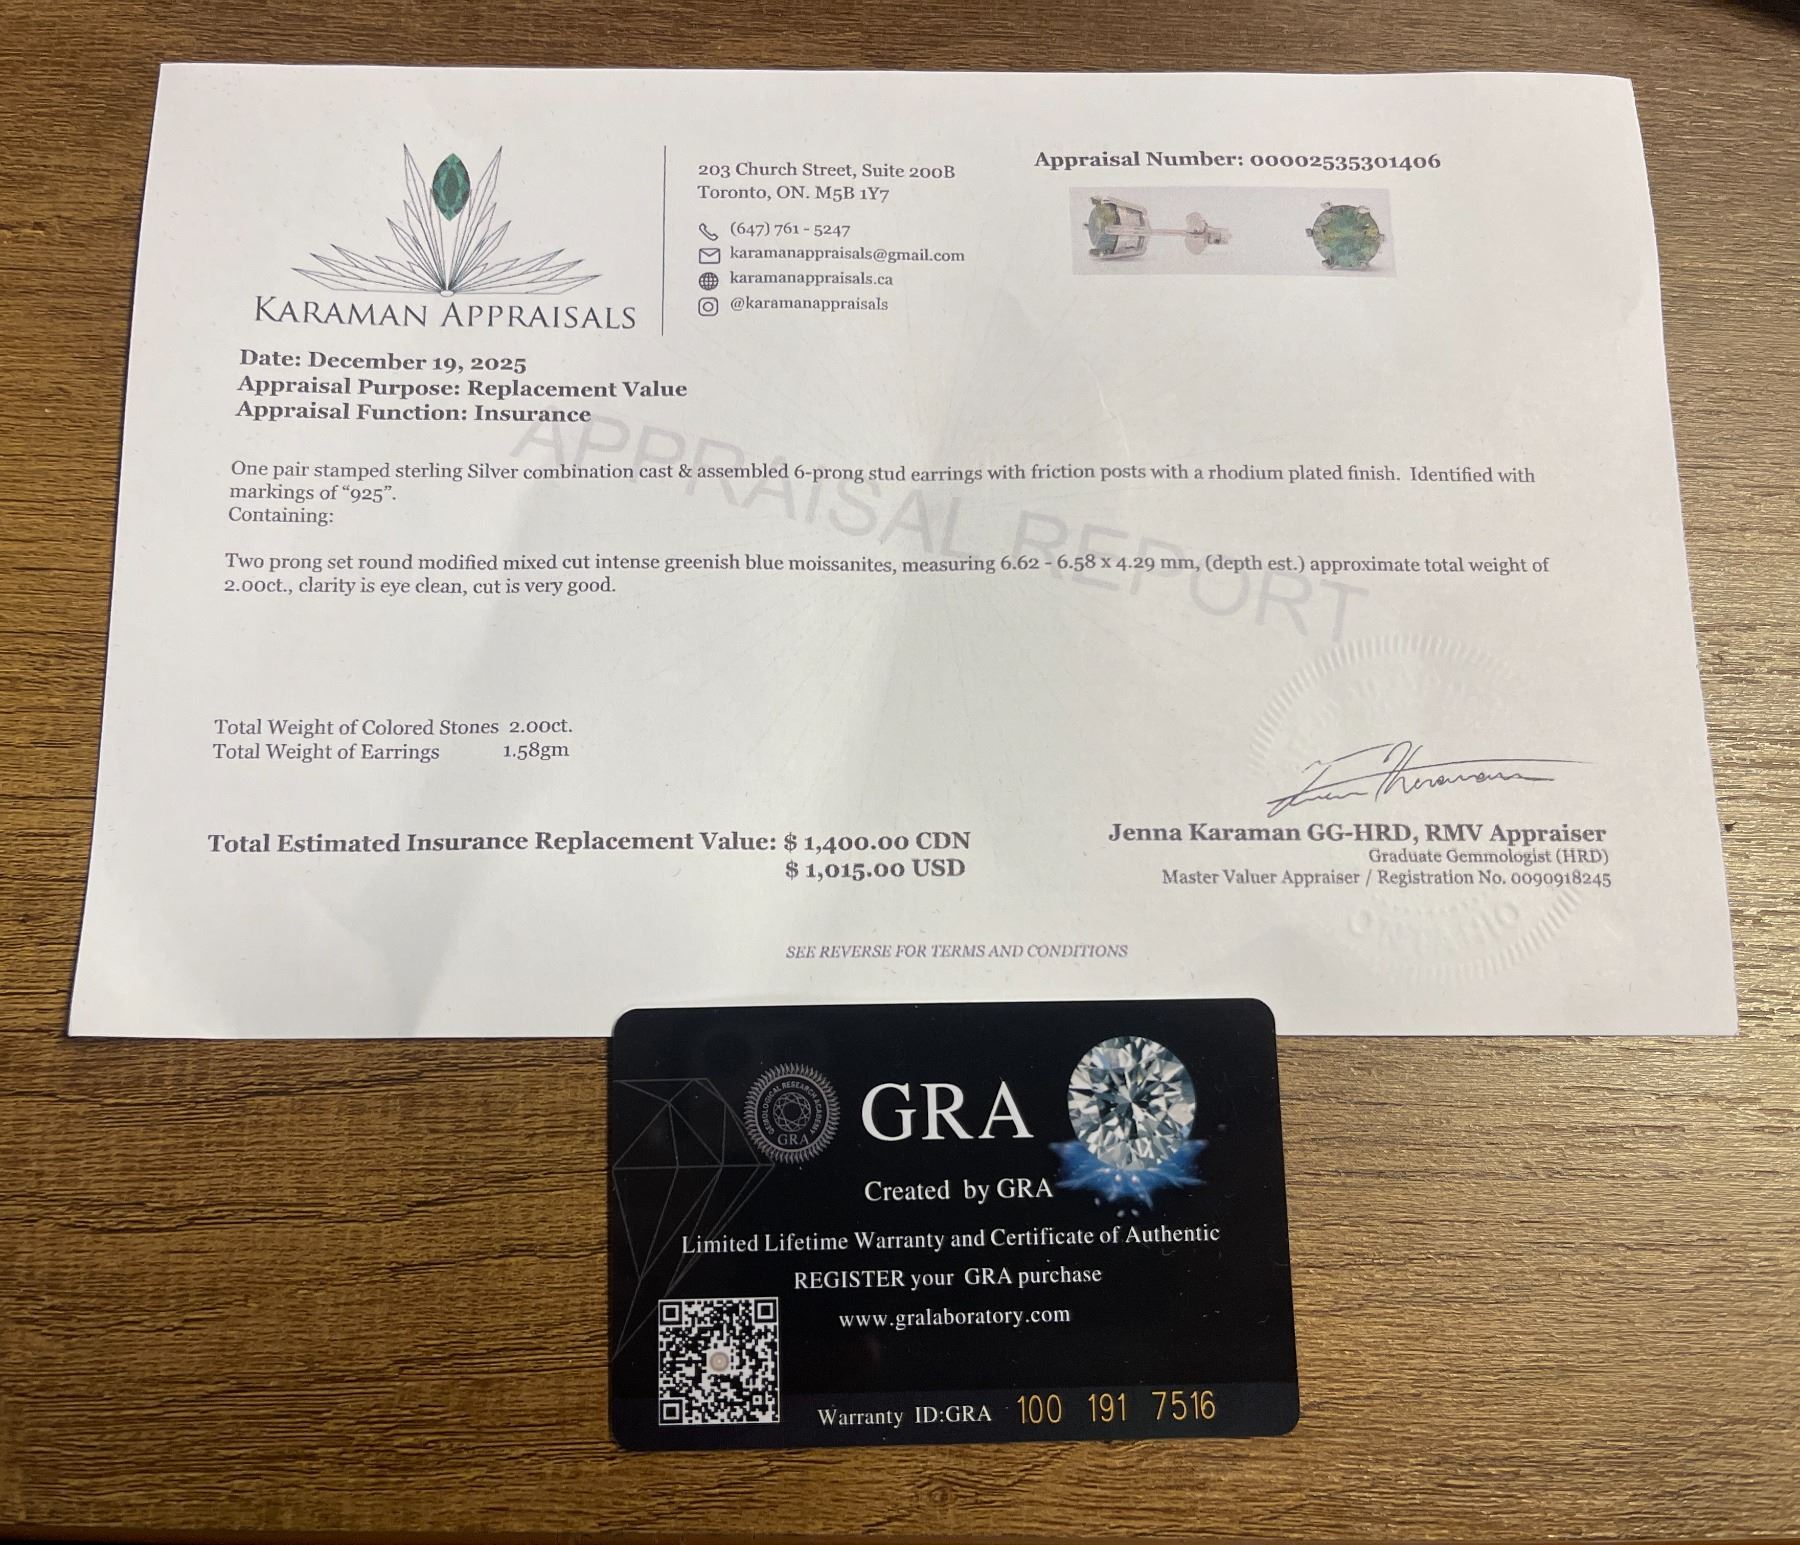 KARAMAN APPRAISALS
203 Church Street, Suite 200B
Toronto, ON. M5B 1Y7
(647) 761 - 5247
karamanappraisals@gmail.com
karamanappraisals.ca
@karamanappraisals
Appraisal Number: 00002535301406
Date: December 19, 2025
Appraisal Purpose: Replacement Value
Appraisal Function: Insurance
APPRAISAL REPORT
One pair stamped sterling Silver combination cast & assembled 6-prong stud earrings with friction posts with a rhodium plated finish. Identified with
markings of “925”.
Containing:
Two prong set round modified mixed cut intense greenish blue moissanites, measuring 6.62 - 6.58 x 4.29 mm, (depth est.) approximate total weight of
2.00ct., clarity is eye clean, cut is very good.
Total Weight of Colored Stones 2.00ct.
Total Weight of Earrings 1.58gm
Total Estimated Insurance Replacement Value: $ 1,400.00 CDN
$ 1,015.00 USD
Jenna Karaman GG-HRD, RMV Appraiser
Graduate Gemmologist (HRD)
Master Valuer Appraiser / Registration No. 0090918245
ONTARIO
SEE REVERSE FOR TERMS AND CONDITIONS
GEMOLOGICAL RESEARCH ACADEMY
GRA
GRA
Created by GRA
Limited Lifetime Warranty and Certificate of Authentic
REGISTER your GRA purchase
www.gralaboratory.com
Warranty ID:GRA 100 191 7516